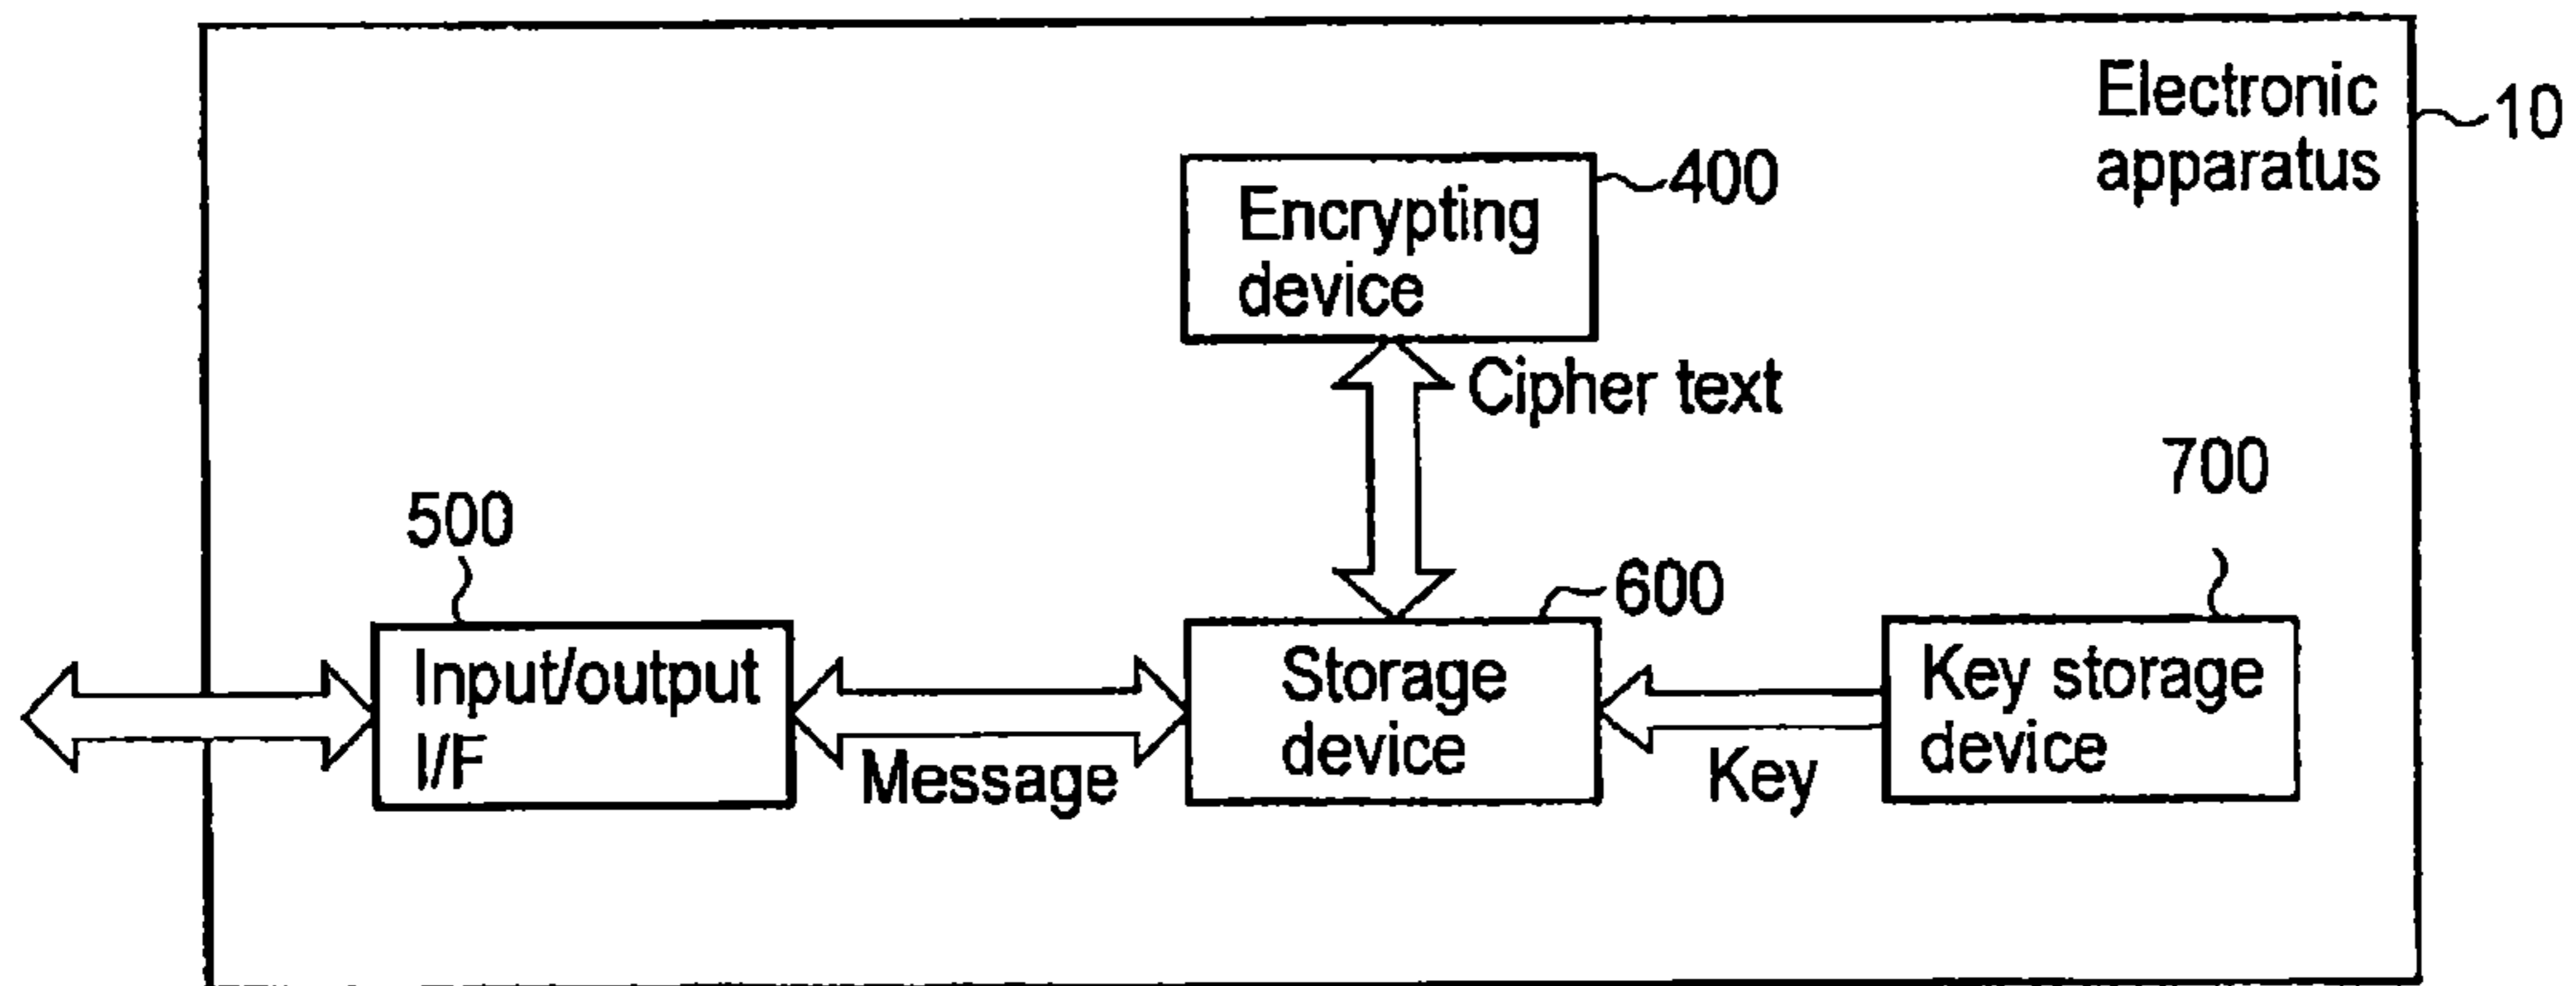 Electronic
apparatus
10
400
Encrypting
device
Cipher text
700
500
600
Input/output
I/F
Message
Storage
device
Key
Key storage
device